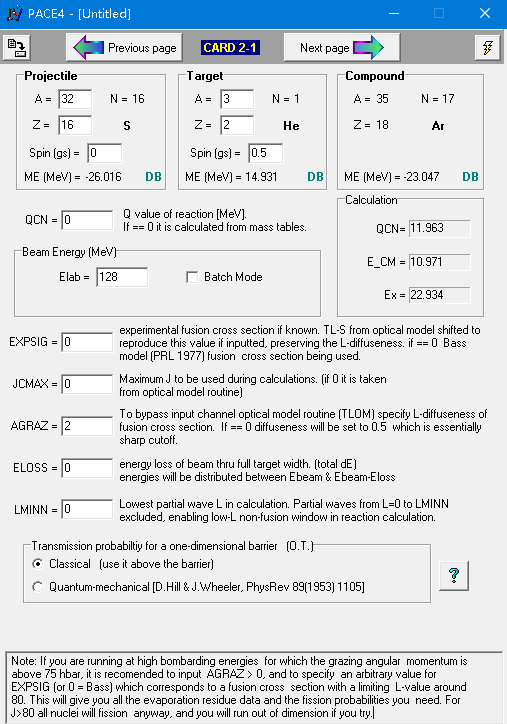 PACE4 - [Untitled]
Previous page
CARD 2-1
Next page
Projectile
A = 32 N = 16
Z = 16 S
Spin (gs) = 0
ME (MeV) = -26.016 DB
Target
A = 3 N = 1
Z = 2 He
Spin (gs) = 0.5
ME (MeV) = 14.931 DB
Compound
A = 35 N = 17
Z = 18 Ar
ME (MeV) = -23.047 DB
QCN = 0
Q value of reaction [MeV].
If == 0 it is calculated from mass tables.
Beam Energy (MeV)
Elab = 128
Batch Mode
Calculation
QCN= 11.963
E_CM = 10.971
Ex = 22.934
EXPSIG = 0
experimental fusion cross section if known. TL-S from optical model shifted to
reproduce this value if inputted, preserving the L-diffuseness. if == 0 Bass
model (PRL 1977) fusion cross section being used.
JCMAX = 0
Maximum J to be used during calculations. (if 0 it is taken
from optical model routine)
AGRAZ = 2
To bypass input channel optical model routine (TLOM) specify L-diffuseness of
fusion cross section. If == 0 diffuseness will be set to 0.5 which is essentially
sharp cutoff.
ELOSS = 0
energy loss of beam thru full target width. (total dE)
energies will be distributed between Ebeam & Ebeam-Eloss
LMINN = 0
Lowest partial wave L in calculation. Partial waves from L=0 to LMINN
excluded, enabling low-L non-fusion window in reaction calculation.
Transmission probabiltiy for a one-dimensional barrier (O.T.)
Classical (use it above the barrier)
Quantum-mechanical [D.Hill & J.Wheeler, PhysRev 89(1953) 1105]
?
Note: If you are running at high bombarding energies for which the grazing angular momentum is
above 75 hbar, it is recomended to input AGRAZ > 0, and to specify an arbitrary value for
EXPSIG (or 0 = Bass) which corresponds to a fusion cross section with a limiting L-value around
80. This will give you all the evaporation residue data and the fission probabilities you need. For
J>80 all nuclei will fission anyway, and you will run out of dimension if you try.